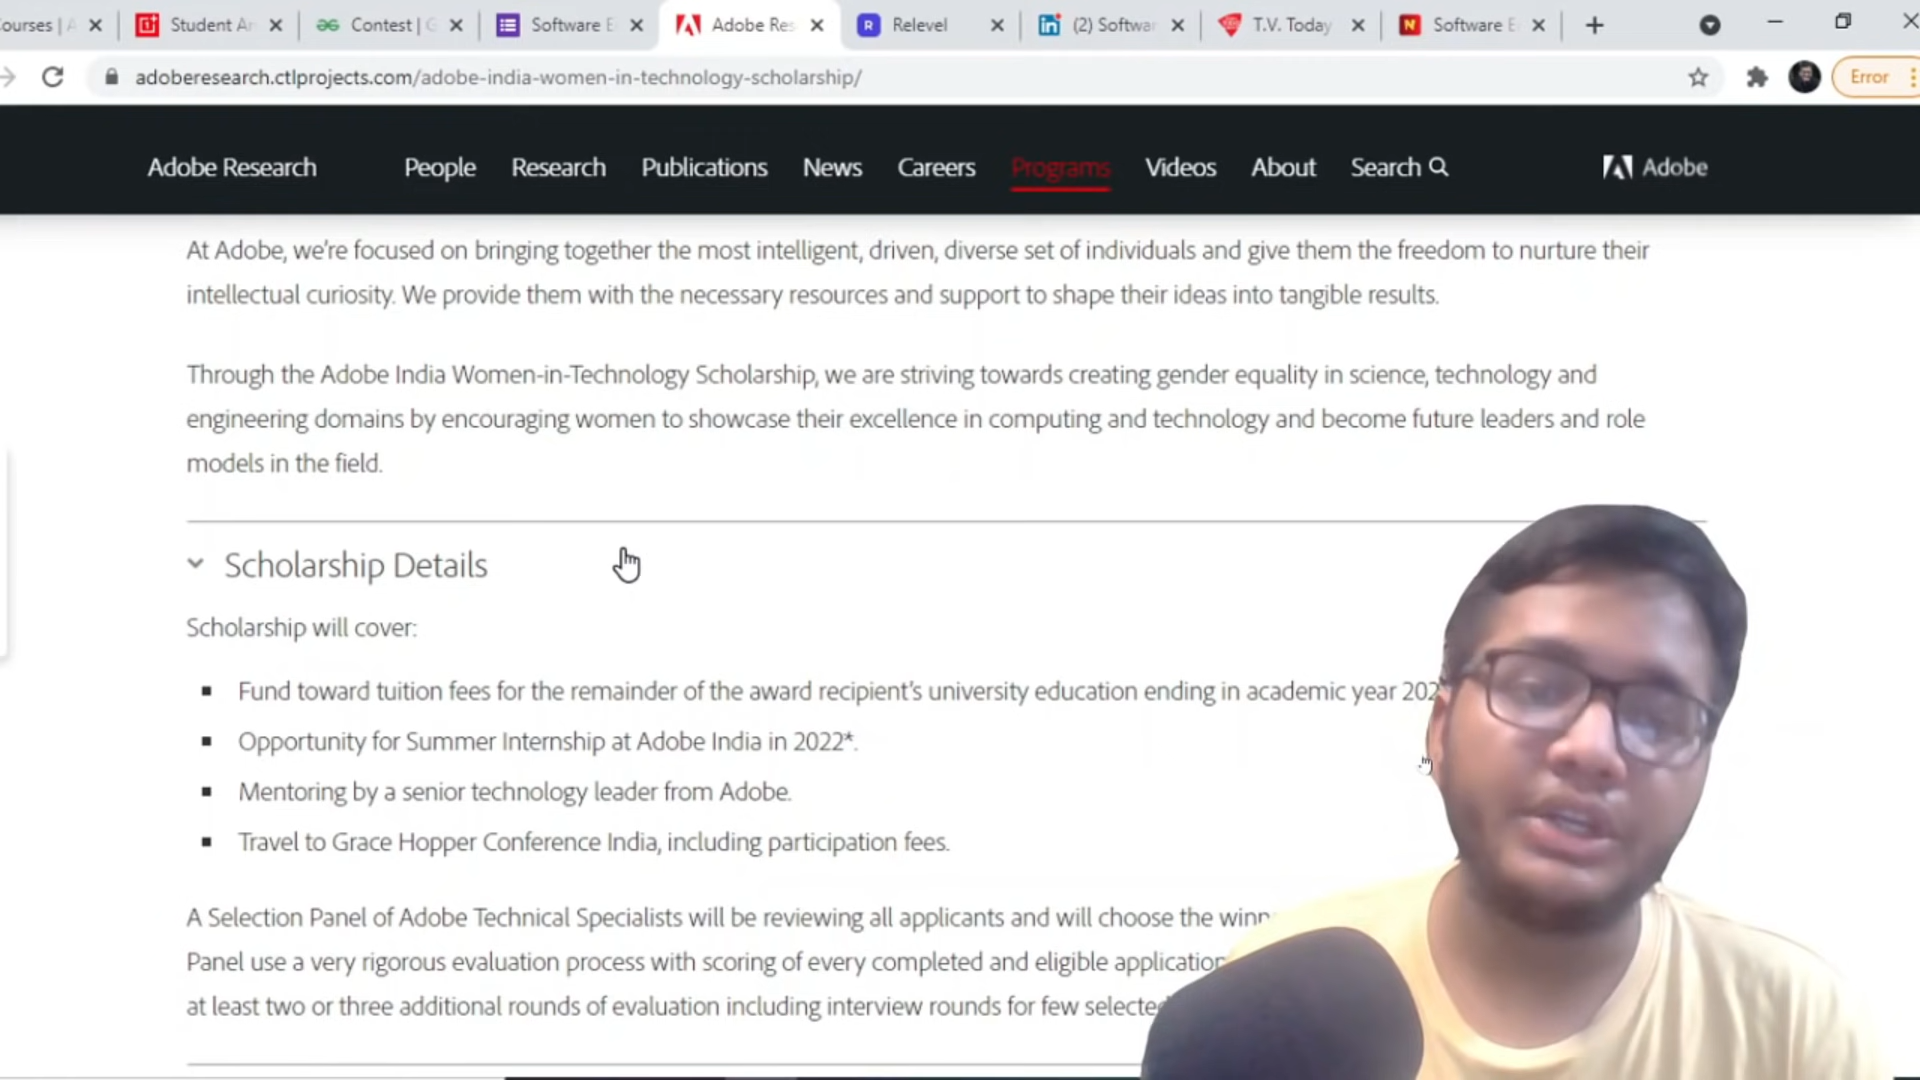 ourses | A
Student Am
Contest | G
Software E
Adobe Res
Relevel
(2) Softwar
T.V. Today
Software E
adoberesearch.ctlprojects.com/adobe-india-women-in-technology-scholarship/
Error
Adobe Research People Research Publications News Careers Programs Videos About Search Adobe
At Adobe, we're focused on bringing together the most intelligent, driven, diverse set of individuals and give them the freedom to nurture their
intellectual curiosity. We provide them with the necessary resources and support to shape their ideas into tangible results.
Through the Adobe India Women-in-Technology Scholarship, we are striving towards creating gender equality in science, technology and
engineering domains by encouraging women to showcase their excellence in computing and technology and become future leaders and role
models in the field.
Scholarship Details
Scholarship will cover:
Fund toward tuition fees for the remainder of the award recipient's university education ending in academic year 202
Opportunity for Summer Internship at Adobe India in 2022*.
Mentoring by a senior technology leader from Adobe.
Travel to Grace Hopper Conference India, including participation fees.
A Selection Panel of Adobe Technical Specialists will be reviewing all applicants and will choose the winn
Panel use a very rigorous evaluation process with scoring of every completed and eligible application
at least two or three additional rounds of evaluation including interview rounds for few selected